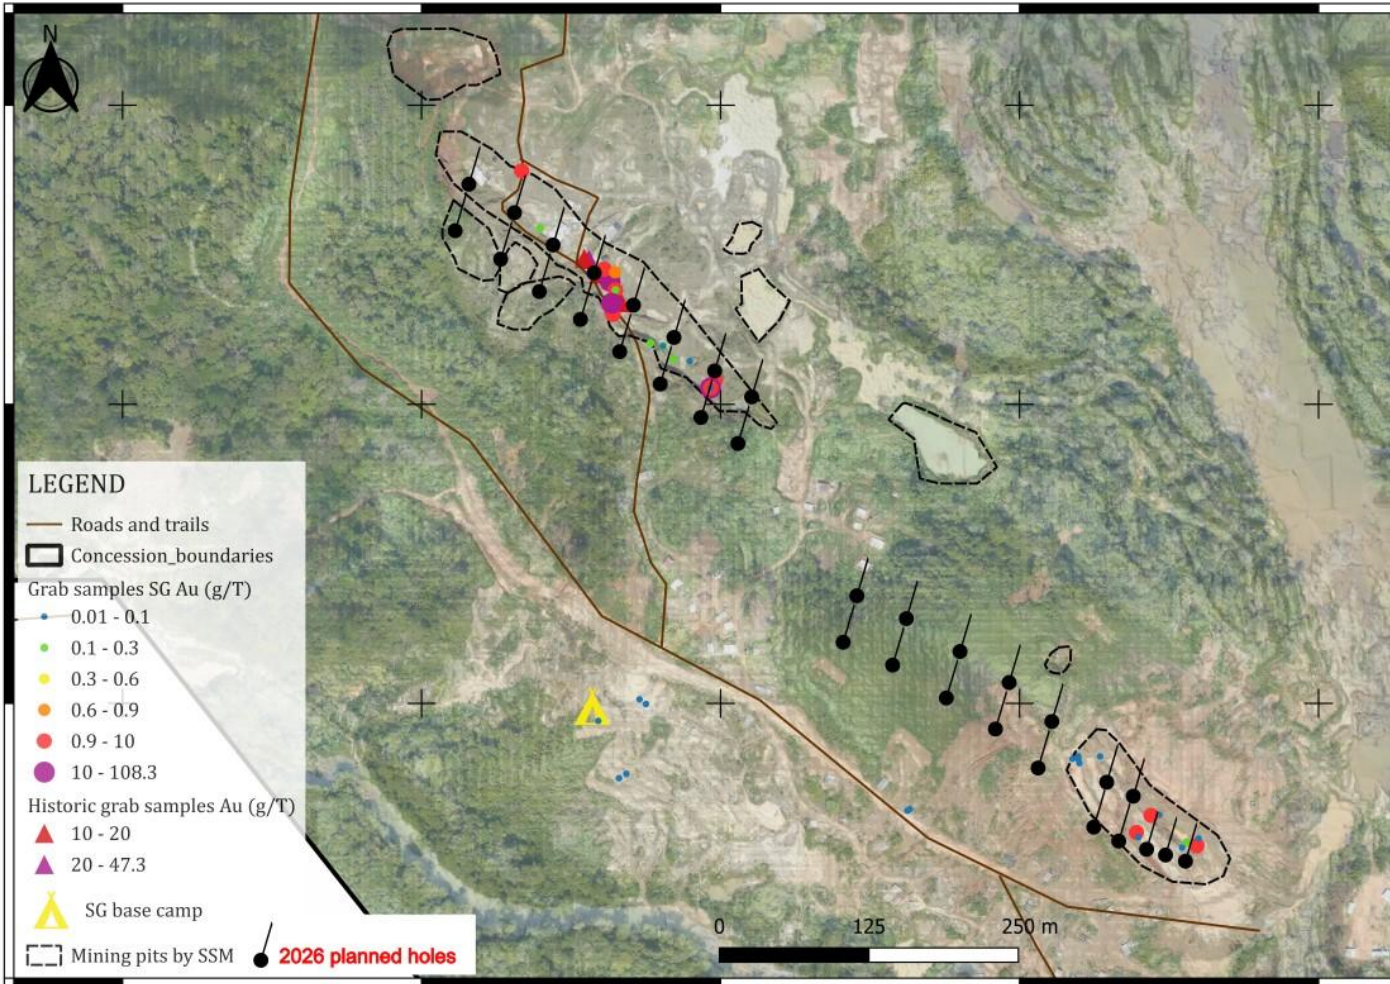 N
LEGEND
Roads and trails
Concession_boundaries
Grab samples SG Au (g/T)
0.01 - 0.1
0.1 - 0.3
0.3 - 0.6
0.6 - 0.9
0.9 - 10
10 - 108.3
Historic grab samples Au (g/T)
10 - 20
20 - 47.3
SG base camp
Mining pits by SSM
2026 planned holes
0 125 250 m